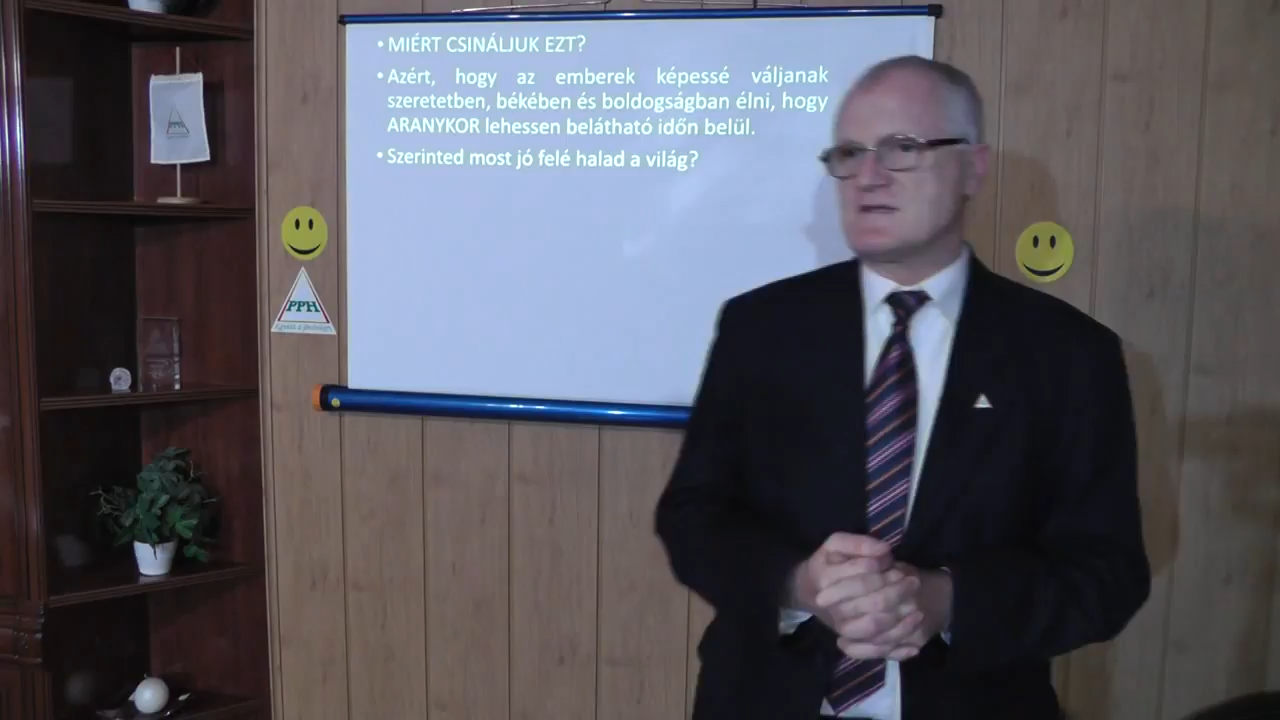 • MIÉRT CSINÁLJUK EZT?
• Azért, hogy az emberek képessé váljanak
szeretetben, békében és boldogságban élni, hogy
ARANYKOR lehessen belátható időn belül.
• Szerinted most jó felé halad a világ?
PPH